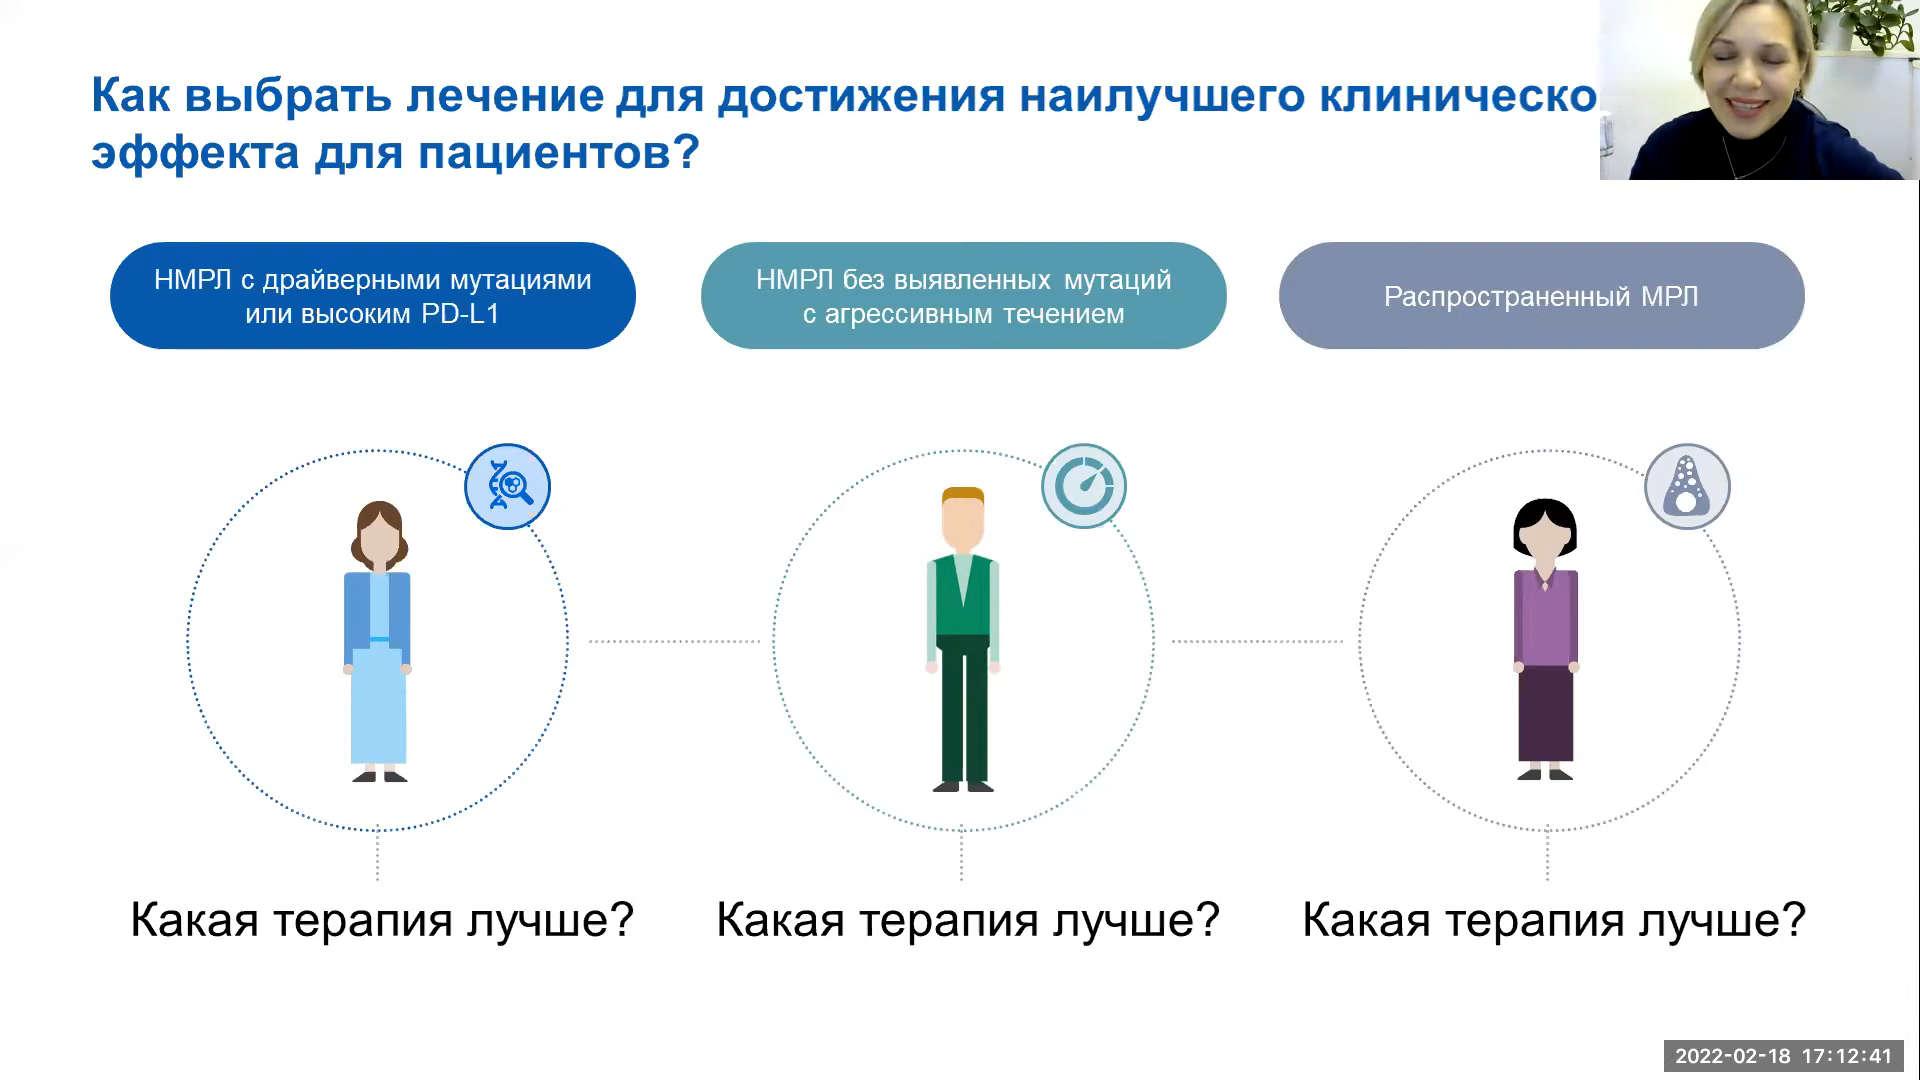 Как выбрать лечение для достижения наилучшего клиническо
эффекта для пациентов?
НМРЛ с драйверными мутациями
или высоким PD-L1
НМРЛ без выявленных мутаций
с агрессивным течением
Распространенный МРЛ
Какая терапия лучше?
Какая терапия лучше?
Какая терапия лучше?
2022-02-18 17:12:41